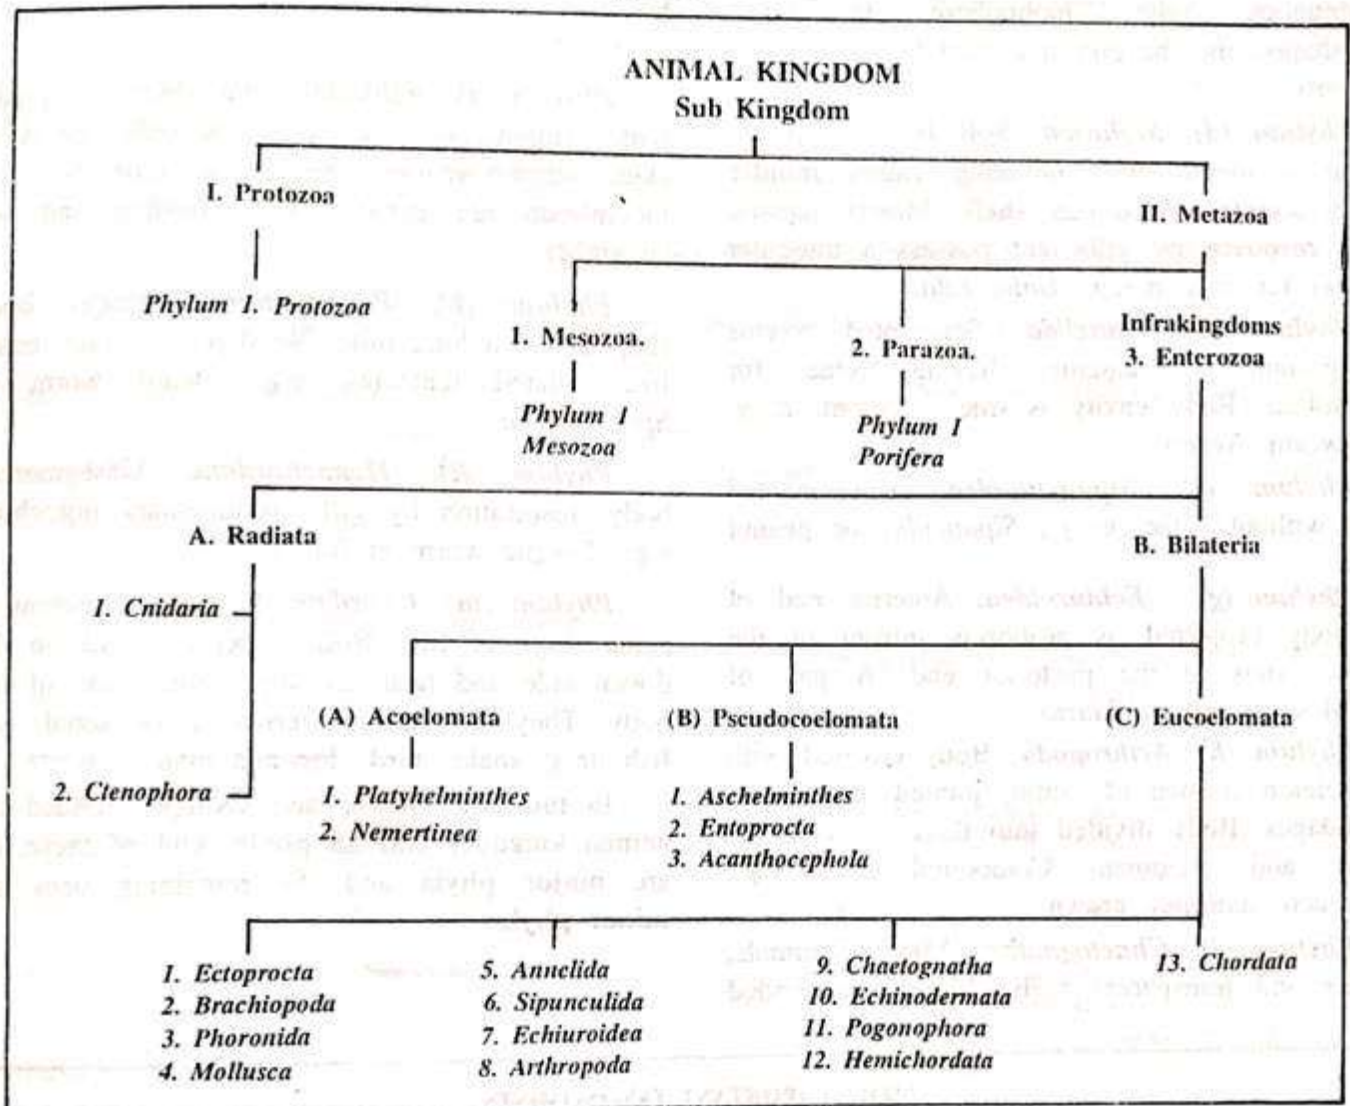 ANIMAL KINGDOM
Sub Kingdom
I. Protozoa
II. Metazoa
Phylum I. Protozoa
Infrakingdoms
1. Mesozoa.
2. Parazoa.
3. Enterozoa
Phylum I
Mesozoa
Phylum I
Porifera
A. Radiata
B. Bilateria
1. Cnidaria
2. Ctenophora
(A) Acoelomata
(B) Pseudocoelomata
(C) Eucoelomata
1. Platyhelminthes
2. Nemertinea
1. Aschelminthes
2. Entoprocta
3. Acanthocephola
1. Ectoprocta
2. Brachiopoda
3. Phoronida
4. Mollusca
5. Annelida
6. Sipunculida
7. Echiuroidea
8. Arthropoda
9. Chaetognatha
10. Echinodermata
11. Pogonophora
12. Hemichordata
13. Chordata